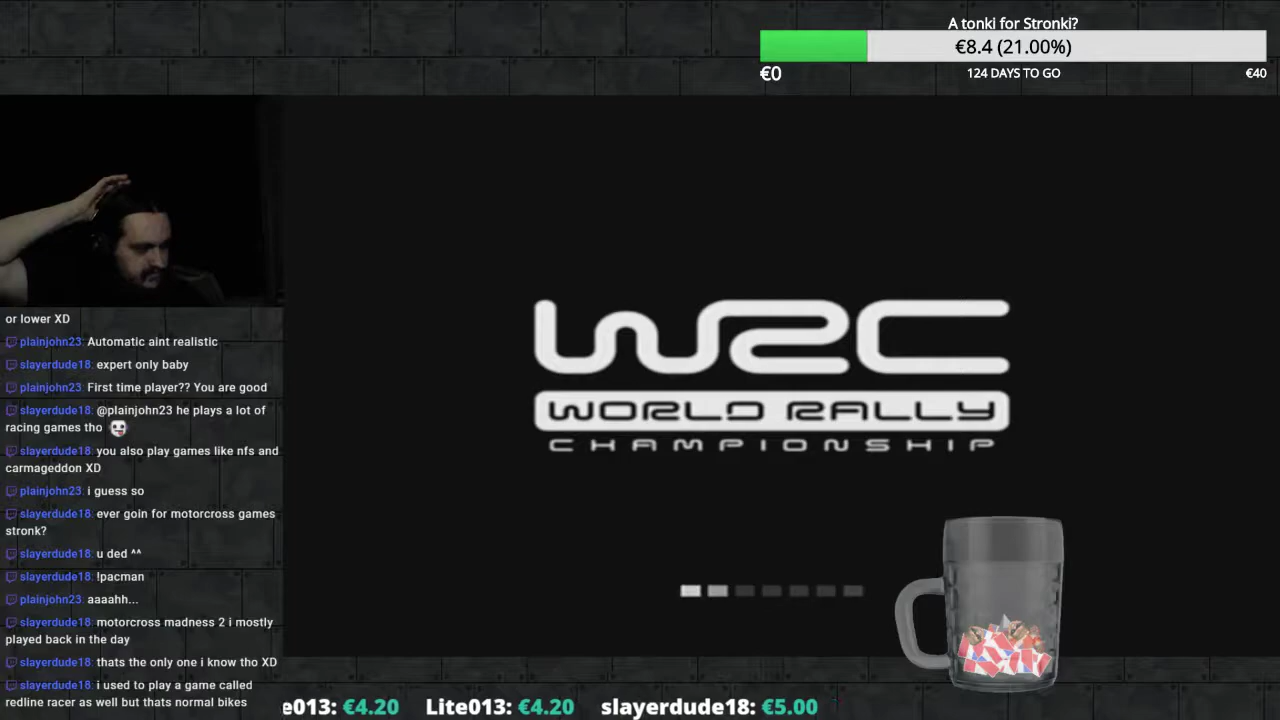 A tonki for Stronki?
€8.4 (21.00%)
€0
124 DAYS TO GO
€40
WRC
WORLD RALLY
CHAMPIONSHIP
or lower XD
plainjohn23: Automatic aint realistic
slayerdude18: expert only baby
plainjohn23: First time player?? You are good
slayerdude18: @plainjohn23 he plays a lot of
racing games tho
slayerdude18: you also play games like nfs and
carmageddon XD
plainjohn23: i guess so
slayerdude18: ever goin for motorcross games
stronk?
slayerdude18: u ded ^^
slayerdude18: !pacman
plainjohn23: aaaahh...
slayerdude18: motorcross madness 2 i mostly
played back in the day
slayerdude18: thats the only one i know tho XD
slayerdude18: i used to play a game called
redline racer as well but thats normal bikes
e013: €4.20 Lite013: €4.20 slayerdude18: €5.00